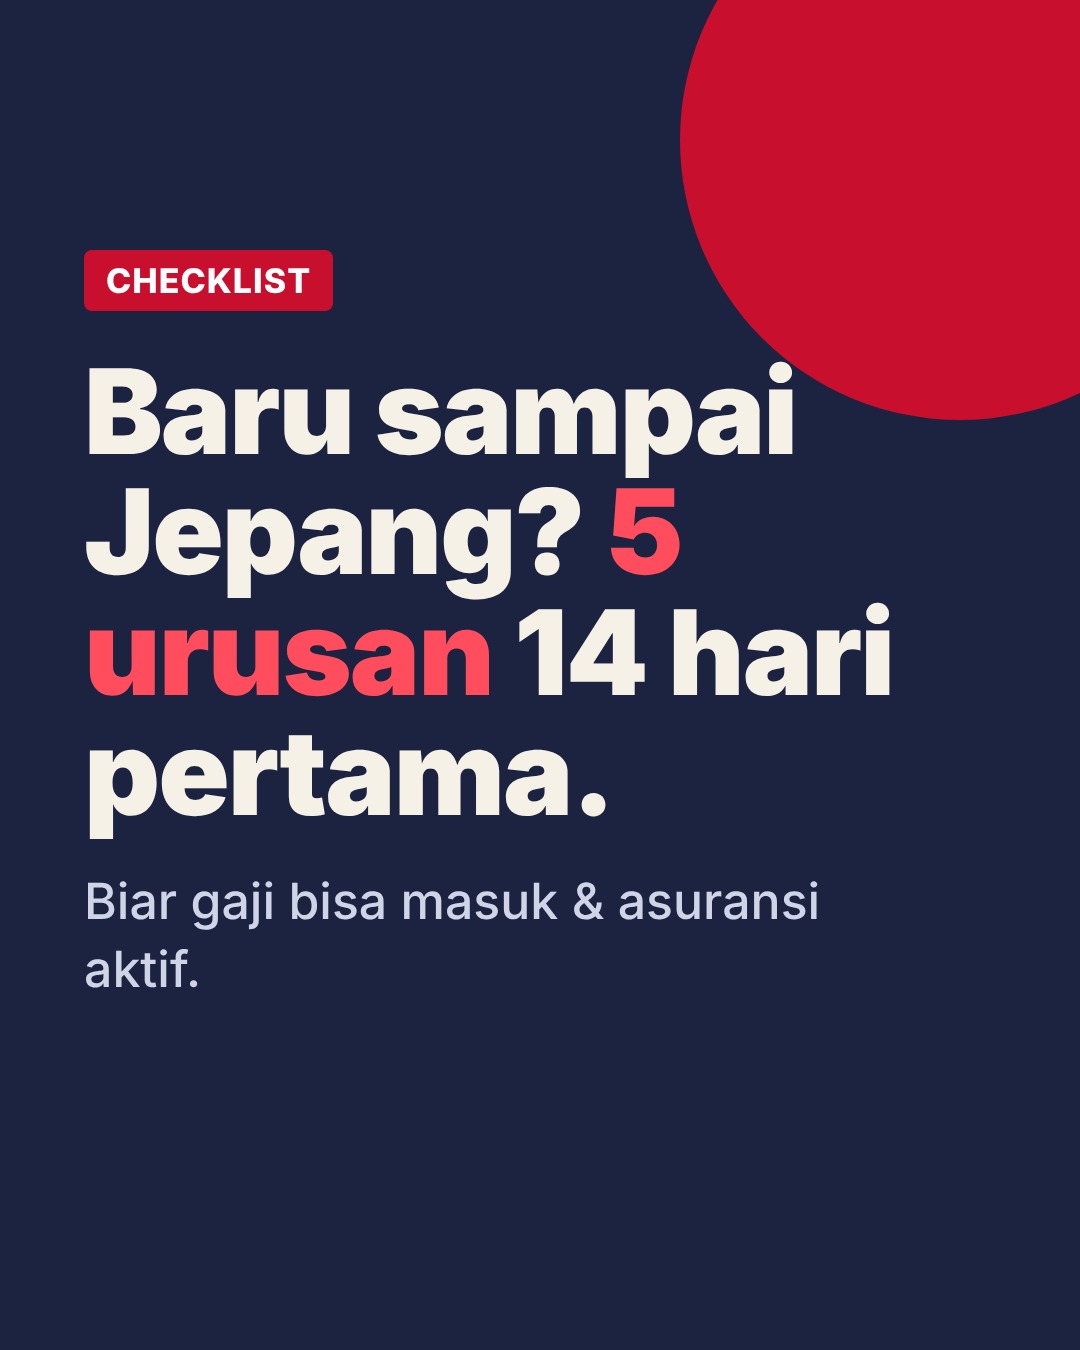 CHECKLIST
Baru sampai
Jepang? 5
urusan 14 hari
pertama.
Biar gaji bisa masuk & asuransi
aktif.